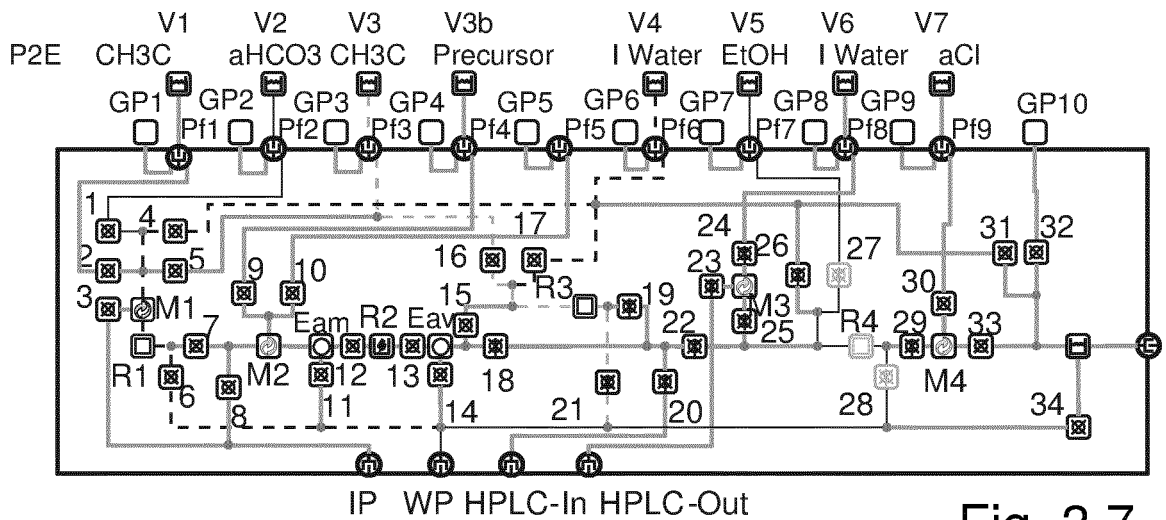 V1 V2 V3 V3b V4 V5 V6 V7
P2E CH3C aHCO3 CH3C Precursor I Water EtOH I Water aCl
GP1 GP2 GP3 GP4 GP5 GP6 GP7 GP8 GP9 GP10
Pf1 Pf2 Pf3 Pf4 Pf5 Pf6 Pf7 Pf8 Pf9
1 4 17 24 26 27 31 32
2 5 9 10 16 23
3 M1 15 R3 19 M3 30
7 Eam R2 Eav 22 25 R4 29 33
R1 M2 12 13 18 M4
6 8 11 14 21 20 28 34
IP WP HPLC-In HPLC-Out